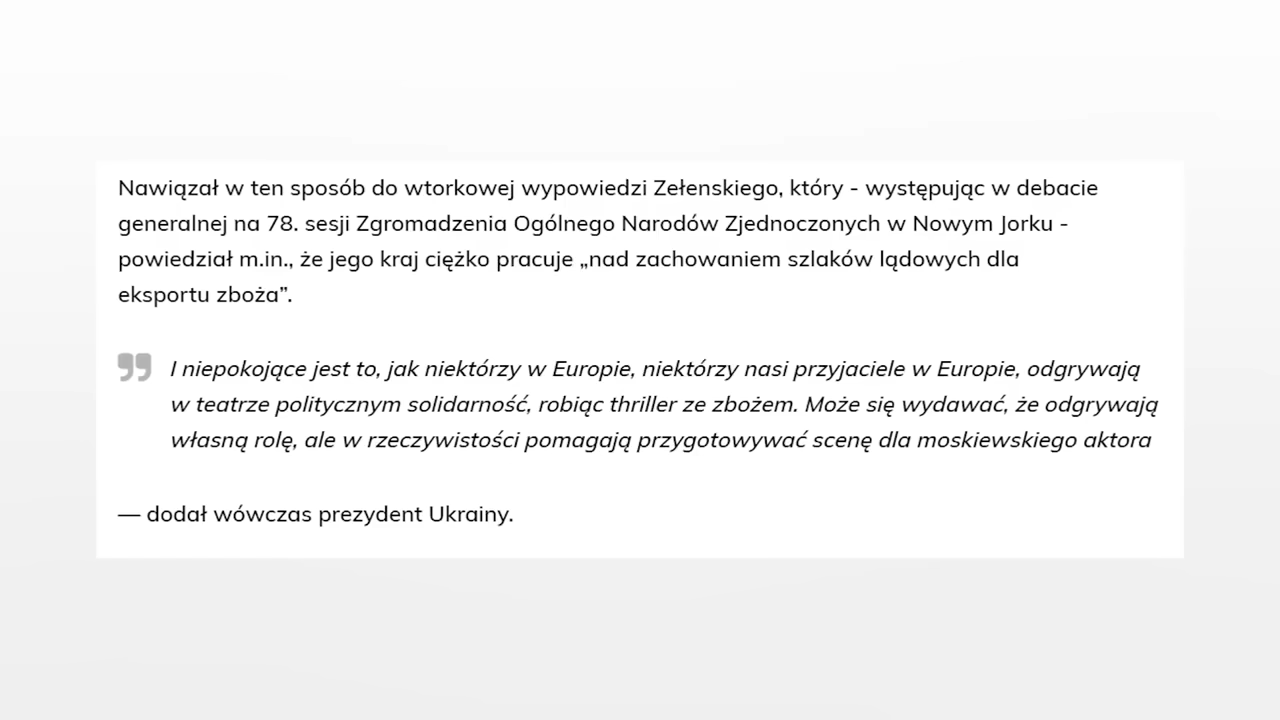 Nawiązał w ten sposób do wtorkowej wypowiedzi Zełenskiego, który - występując w debacie
generalnej na 78. sesji Zgromadzenia Ogólnego Narodów Zjednoczonych w Nowym Jorku -
powiedział m.in., że jego kraj ciężko pracuje „nad zachowaniem szlaków lądowych dla
eksportu zboża”.
I niepokojące jest to, jak niektórzy w Europie, niektórzy nasi przyjaciele w Europie, odgrywają
w teatrze politycznym solidarność, robiąc thriller ze zbożem. Może się wydawać, że odgrywają
własną rolę, ale w rzeczywistości pomagają przygotowywać scenę dla moskiewskiego aktora
— dodał wówczas prezydent Ukrainy.